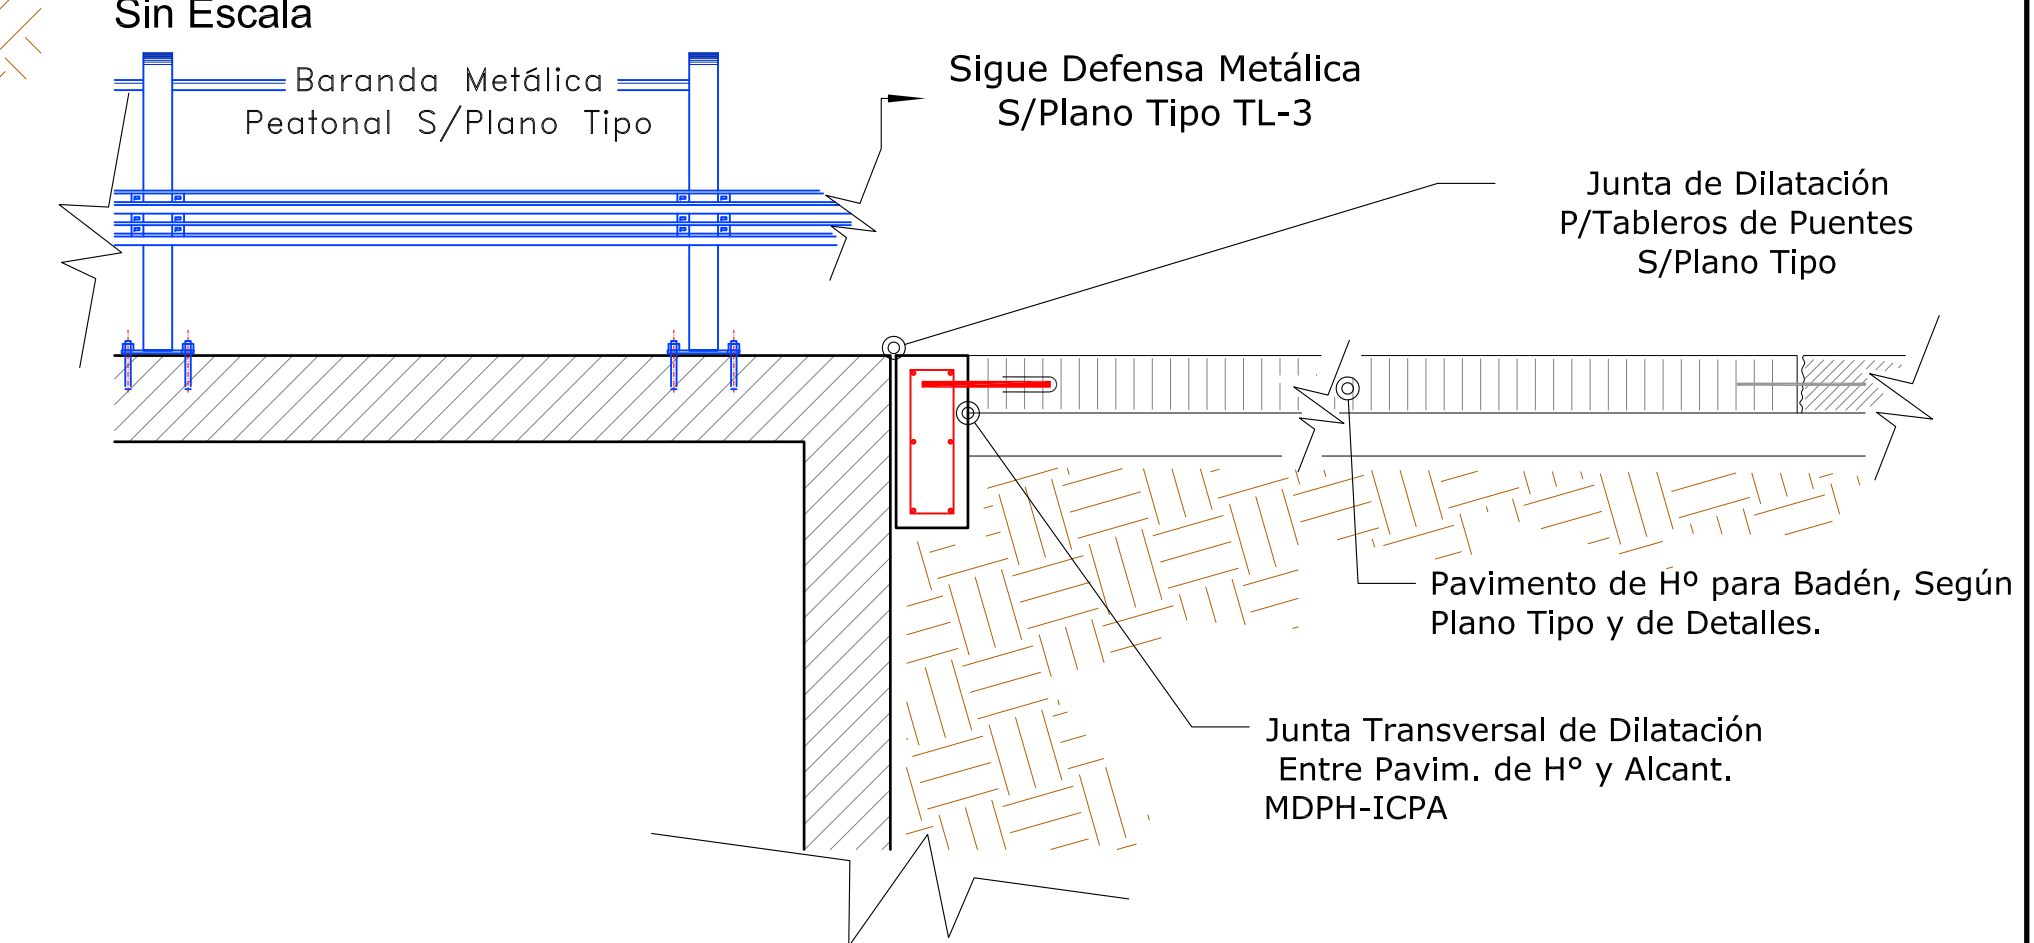 Sin Escala
Baranda Metálica
Peatonal S/Plano Tipo
Sigue Defensa Metálica
S/Plano Tipo TL-3
Junta de Dilatación
P/Tableros de Puentes
S/Plano Tipo
Pavimento de Hº para Badén, Según
Plano Tipo y de Detalles.
Junta Transversal de Dilatación
Entre Pavim. de H° y Alcant.
MDPH-ICPA